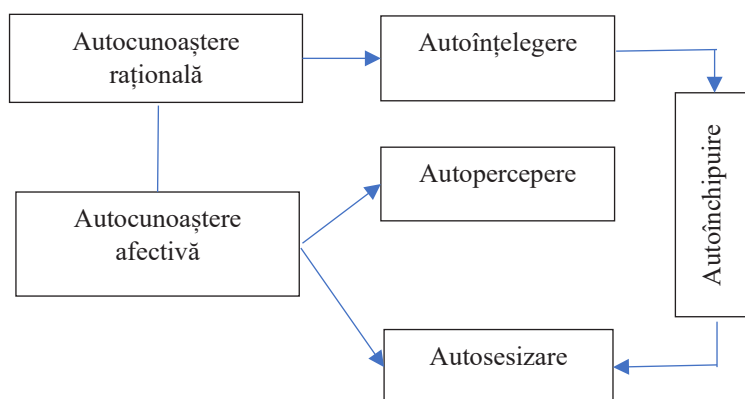 Autocunoaștere
rațională
Autoînțelegere
Autopercepere
Autoînchipuire
Autocunoaștere
afectivă
Autosesizare